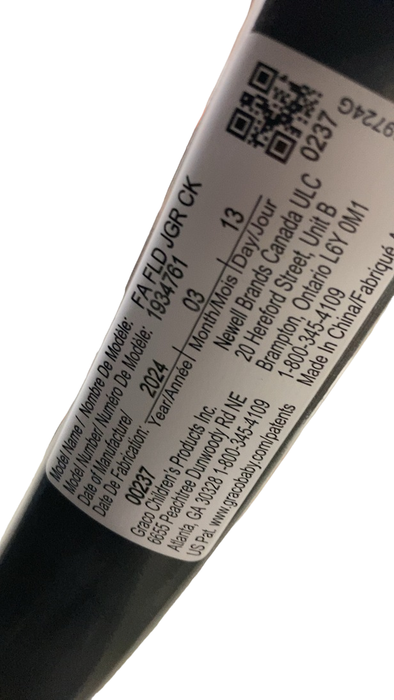 Model Name / Nombre De Modéle: FA FLD JGR CK
Model Number/ Numéro De Modèle: 1934761
Date of Manufacture/
Date De Fabrication: 2024 | 03 | 13
Year/Année | Month/Mois | Day/Jour
00237
Graco Children's Products Inc.
6655 Peachtree Dunwoody Rd NE
Atlanta, GA 30328 1-800-345-4109
US Pat. www.gracobaby.com/patents
Newell Brands Canada ULC
20 Hereford Street, Unit B
Brampton, Ontario L6Y 0M1
1-800-345-4109
Made In China/Fabriqué
0237
9724G